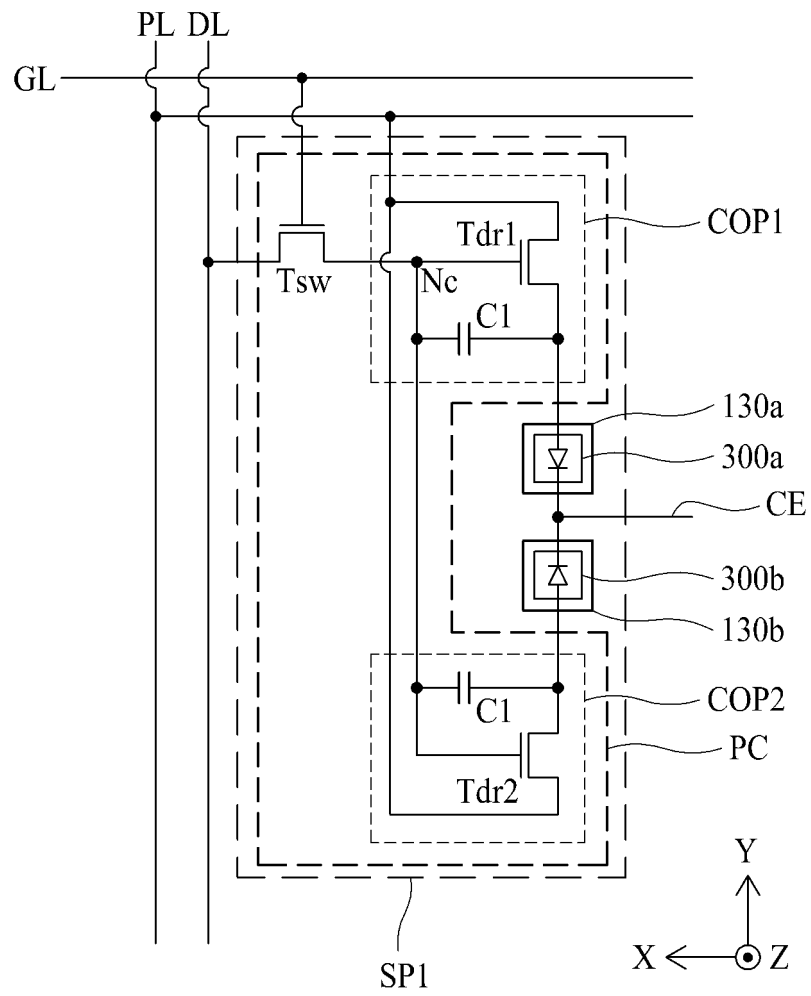 PL DL
GL
COP1
Tdr1
Tsw
Nc
C1
130a
300a
CE
300b
130b
COP2
C1
PC
Tdr2
Y
X
Z
SP1